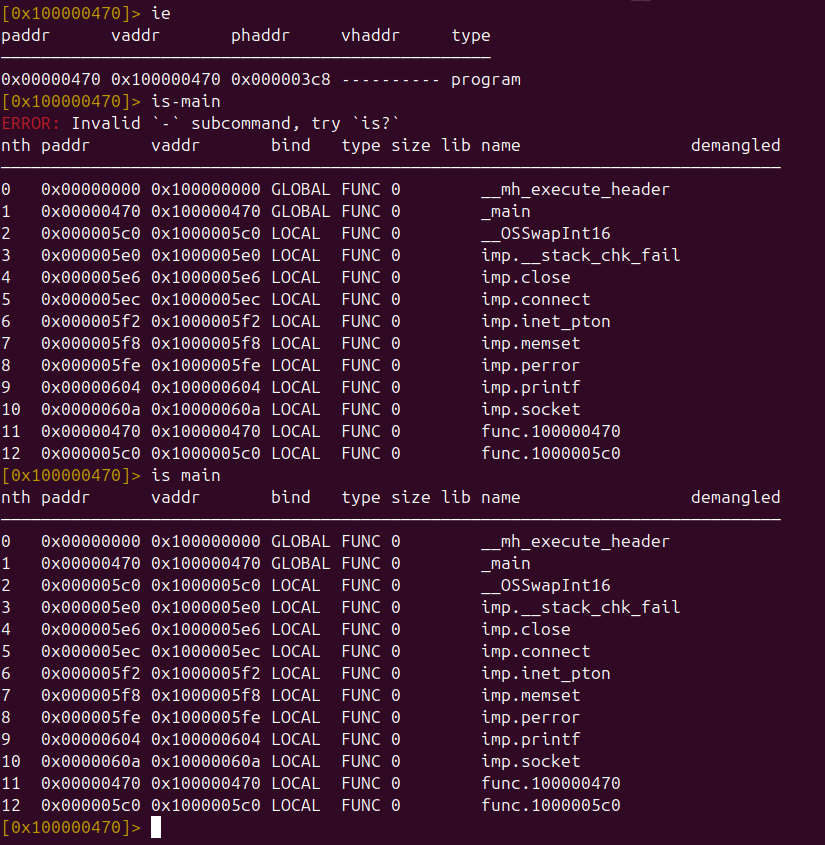 [0x100000470]> ie
paddr      vaddr       phaddr     vhaddr     type
―――――――――――――――――――――――――――――――――――――――――――――――――
0x00000470 0x100000470 0x000003c8 ---------- program
[0x100000470]> is-main
ERROR: Invalid `-` subcommand, try `is?`
nth paddr      vaddr       bind   type size lib name                 demangled
――――――――――――――――――――――――――――――――――――――――――――――――――――――――――――――――――――――――――――――
0   0x00000000 0x100000000 GLOBAL FUNC 0        __mh_execute_header
1   0x00000470 0x100000470 GLOBAL FUNC 0        _main
2   0x000005c0 0x1000005c0 LOCAL  FUNC 0        __OSSwapInt16
3   0x000005e0 0x1000005e0 LOCAL  FUNC 0        imp.__stack_chk_fail
4   0x000005e6 0x1000005e6 LOCAL  FUNC 0        imp.close
5   0x000005ec 0x1000005ec LOCAL  FUNC 0        imp.connect
6   0x000005f2 0x1000005f2 LOCAL  FUNC 0        imp.inet_pton
7   0x000005f8 0x1000005f8 LOCAL  FUNC 0        imp.memset
8   0x000005fe 0x1000005fe LOCAL  FUNC 0        imp.perror
9   0x00000604 0x100000604 LOCAL  FUNC 0        imp.printf
10  0x0000060a 0x10000060a LOCAL  FUNC 0        imp.socket
11  0x00000470 0x100000470 LOCAL  FUNC 0        func.100000470
12  0x000005c0 0x1000005c0 LOCAL  FUNC 0        func.1000005c0
[0x100000470]> is main
nth paddr      vaddr       bind   type size lib name                 demangled
――――――――――――――――――――――――――――――――――――――――――――――――――――――――――――――――――――――――――――――
0   0x00000000 0x100000000 GLOBAL FUNC 0        __mh_execute_header
1   0x00000470 0x100000470 GLOBAL FUNC 0        _main
2   0x000005c0 0x1000005c0 LOCAL  FUNC 0        __OSSwapInt16
3   0x000005e0 0x1000005e0 LOCAL  FUNC 0        imp.__stack_chk_fail
4   0x000005e6 0x1000005e6 LOCAL  FUNC 0        imp.close
5   0x000005ec 0x1000005ec LOCAL  FUNC 0        imp.connect
6   0x000005f2 0x1000005f2 LOCAL  FUNC 0        imp.inet_pton
7   0x000005f8 0x1000005f8 LOCAL  FUNC 0        imp.memset
8   0x000005fe 0x1000005fe LOCAL  FUNC 0        imp.perror
9   0x00000604 0x100000604 LOCAL  FUNC 0        imp.printf
10  0x0000060a 0x10000060a LOCAL  FUNC 0        imp.socket
11  0x00000470 0x100000470 LOCAL  FUNC 0        func.100000470
12  0x000005c0 0x1000005c0 LOCAL  FUNC 0        func.1000005c0
[0x100000470]>